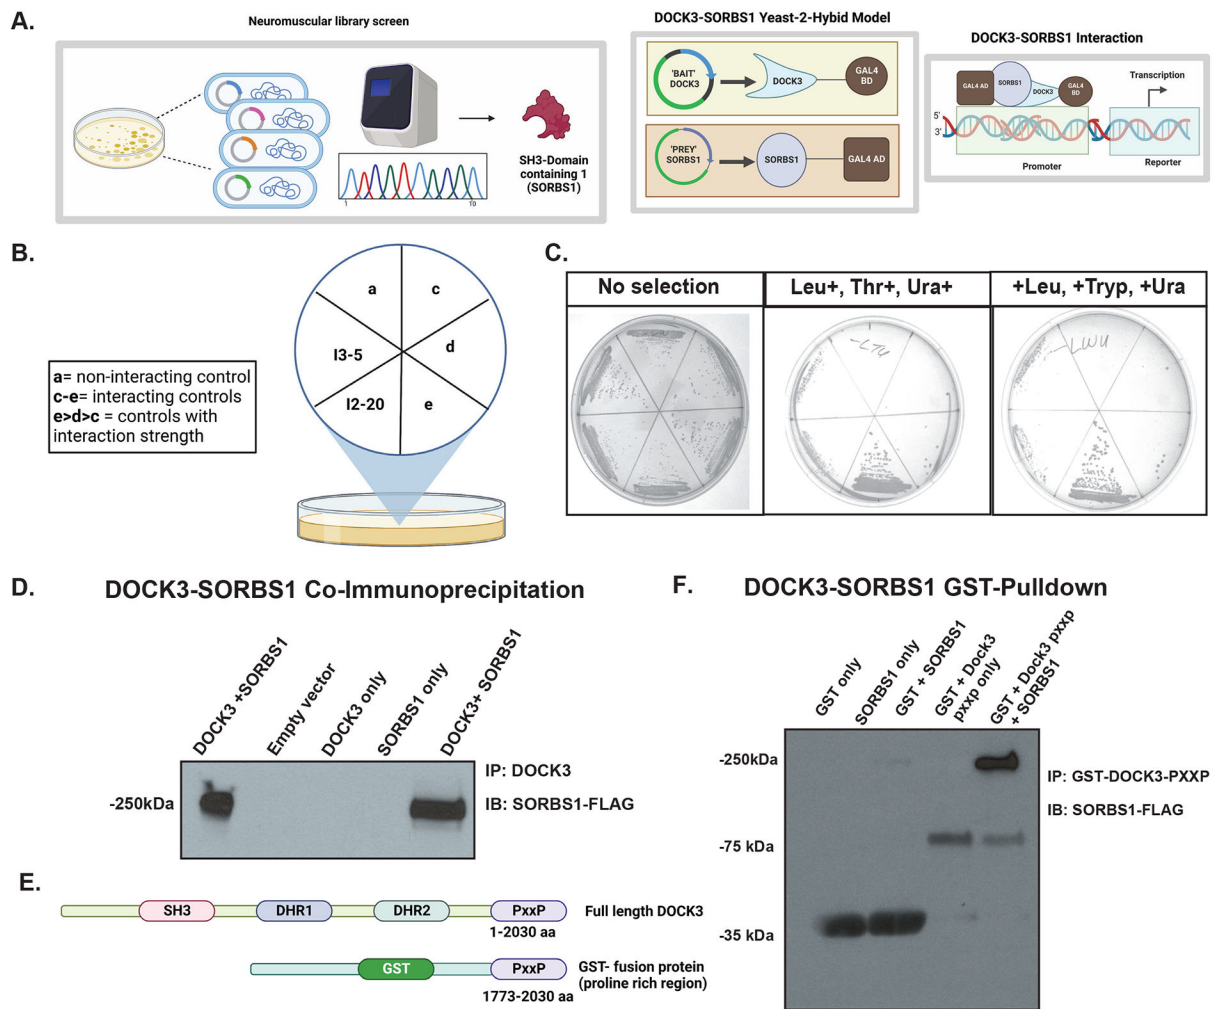 A.
Neuromuscular library screen
1
10
SH3-Domain
containing 1
(SORBS1)
DOCK3-SORBS1 Yeast-2-Hybid Model
'BAIT'
DOCK3
DOCK3
GAL4
BD
'PREY'
SORBS1
SORBS1
GAL4 AD
DOCK3-SORBS1 Interaction
GAL4 AD
SORBS1
DOCK3
GAL4
BD
Transcription
5'
3'
Promoter
Reporter
B.
a
c
I3-5
d
I2-20
e
a= non-interacting control
c-e= interacting controls
e>d>c = controls with
interaction strength
C.
No selection
Leu+, Thr+, Ura+
+Leu, +Tryp, +Ura
-LTU
-LWU
D.
DOCK3-SORBS1 Co-Immunoprecipitation
DOCK3 +SORBS1
Empty vector
DOCK3 only
SORBS1 only
DOCK3+ SORBS1
-250kDa
IP: DOCK3
IB: SORBS1-FLAG
E.
SH3
DHR1
DHR2
PxxP
Full length DOCK3
1-2030 aa
GST
PxxP
GST- fusion protein
(proline rich region)
1773-2030 aa
F.
DOCK3-SORBS1 GST-Pulldown
GST only
SORBS1 only
GST + SORBS1
GST + Dock3
pxxp only
GST + Dock3 pxxp
+ SORBS1
-250kDa
-75 kDa
-35 kDa
IP: GST-DOCK3-PXXP
IB: SORBS1-FLAG